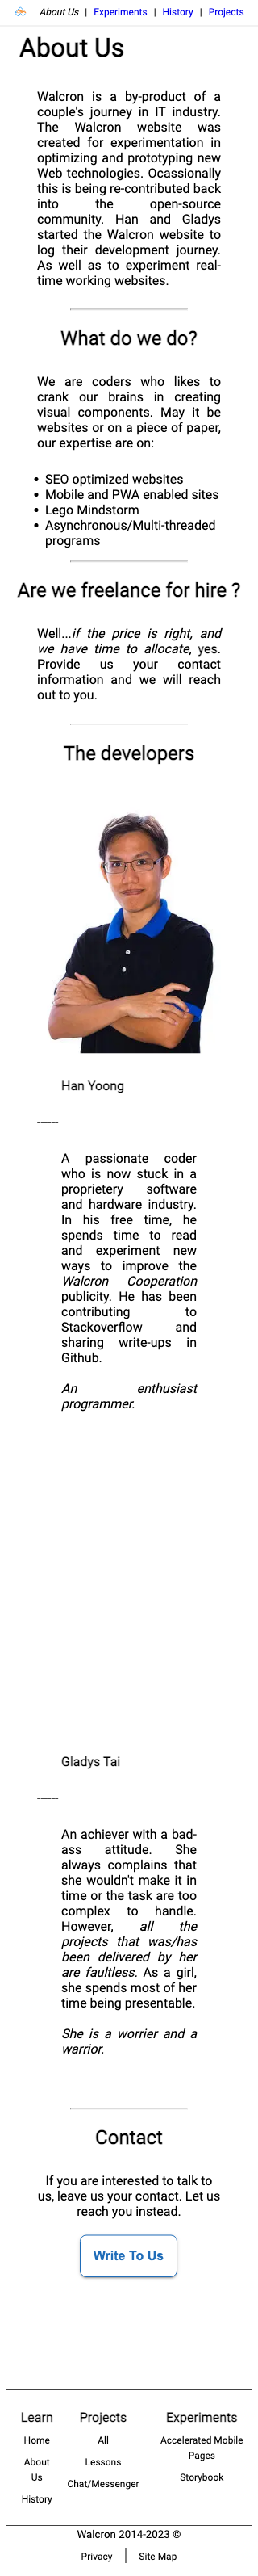 About Us | Experiments | History | Projects
About Us
Walcron is a by-product of a
couple's journey in IT industry.
The Walcron website was
created for experimentation in
optimizing and prototyping new
Web technologies. Ocassionally
this is being re-contributed back
into the open-source
community. Han and Gladys
started the Walcron website to
log their development journey.
As well as to experiment real-
time working websites.
What do we do?
We are coders who likes to
crank our brains in creating
visual components. May it be
websites or on a piece of paper,
our expertise are on:
• SEO optimized websites
• Mobile and PWA enabled sites
• Lego Mindstorm
• Asynchronous/Multi-threaded
programs
Are we freelance for hire ?
Well...if the price is right, and
we have time to allocate, yes.
Provide us your contact
information and we will reach
out to you.
The developers
Han Yoong
------
A passionate coder
who is now stuck in a
proprietery software
and hardware industry.
In his free time, he
spends time to read
and experiment new
ways to improve the
Walcron Cooperation
publicity. He has been
contributing to
Stackoverflow and
sharing write-ups in
Github.
An enthusiast
programmer.
Gladys Tai
------
An achiever with a bad-
ass attitude. She
always complains that
she wouldn't make it in
time or the task are too
complex to handle.
However, all the
projects that was/has
been delivered by her
are faultless. As a girl,
she spends most of her
time being presentable.
She is a worrier and a
warrior.
Contact
If you are interested to talk to
us, leave us your contact. Let us
reach you instead.
Write To Us
Learn
Home
About
Us
History
Projects
All
Lessons
Chat/Messenger
Experiments
Accelerated Mobile
Pages
Storybook
Walcron 2014-2023 ©
Privacy | Site Map